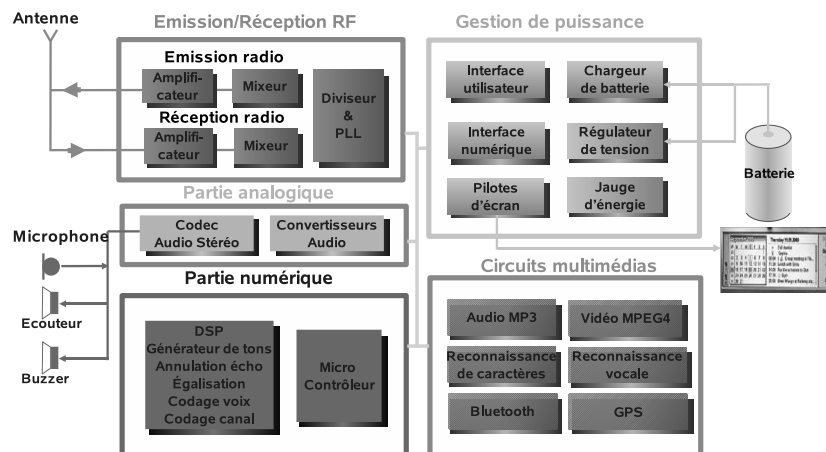 Antenne
Emission/Réception RF
Emission radio
Amplifi-
cateur
Mixeur
Réception radio
Amplifi-
cateur
Mixeur
Diviseur
&
PLL
Gestion de puissance
Interface
utilisateur
Chargeur
de batterie
Interface
numérique
Régulateur
de tension
Pilotes
d'écran
Jauge
d'énergie
Batterie
Partie analogique
Codec
Audio Stéréo
Convertisseurs
Audio
Microphone
Ecouteur
Buzzer
Partie numérique
DSP
Générateur de tons
Annulation écho
Égalisation
Codage voix
Codage canal
Micro
Contrôleur
Circuits multimédias
Audio MP3
Vidéo MPEG4
Reconnaissance
de caractères
Reconnaissance
vocale
Bluetooth
GPS